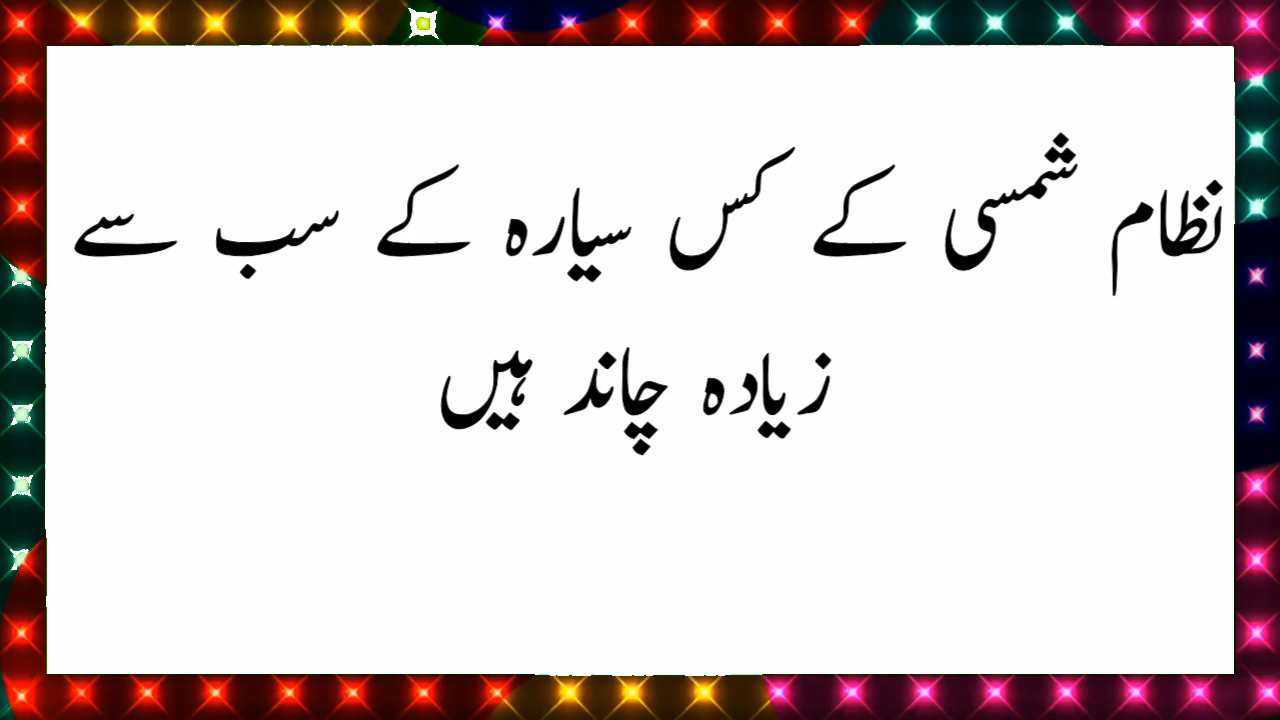 نظام شمسی کے کس سیارہ کے سب سے
زیادہ چاند ہیں